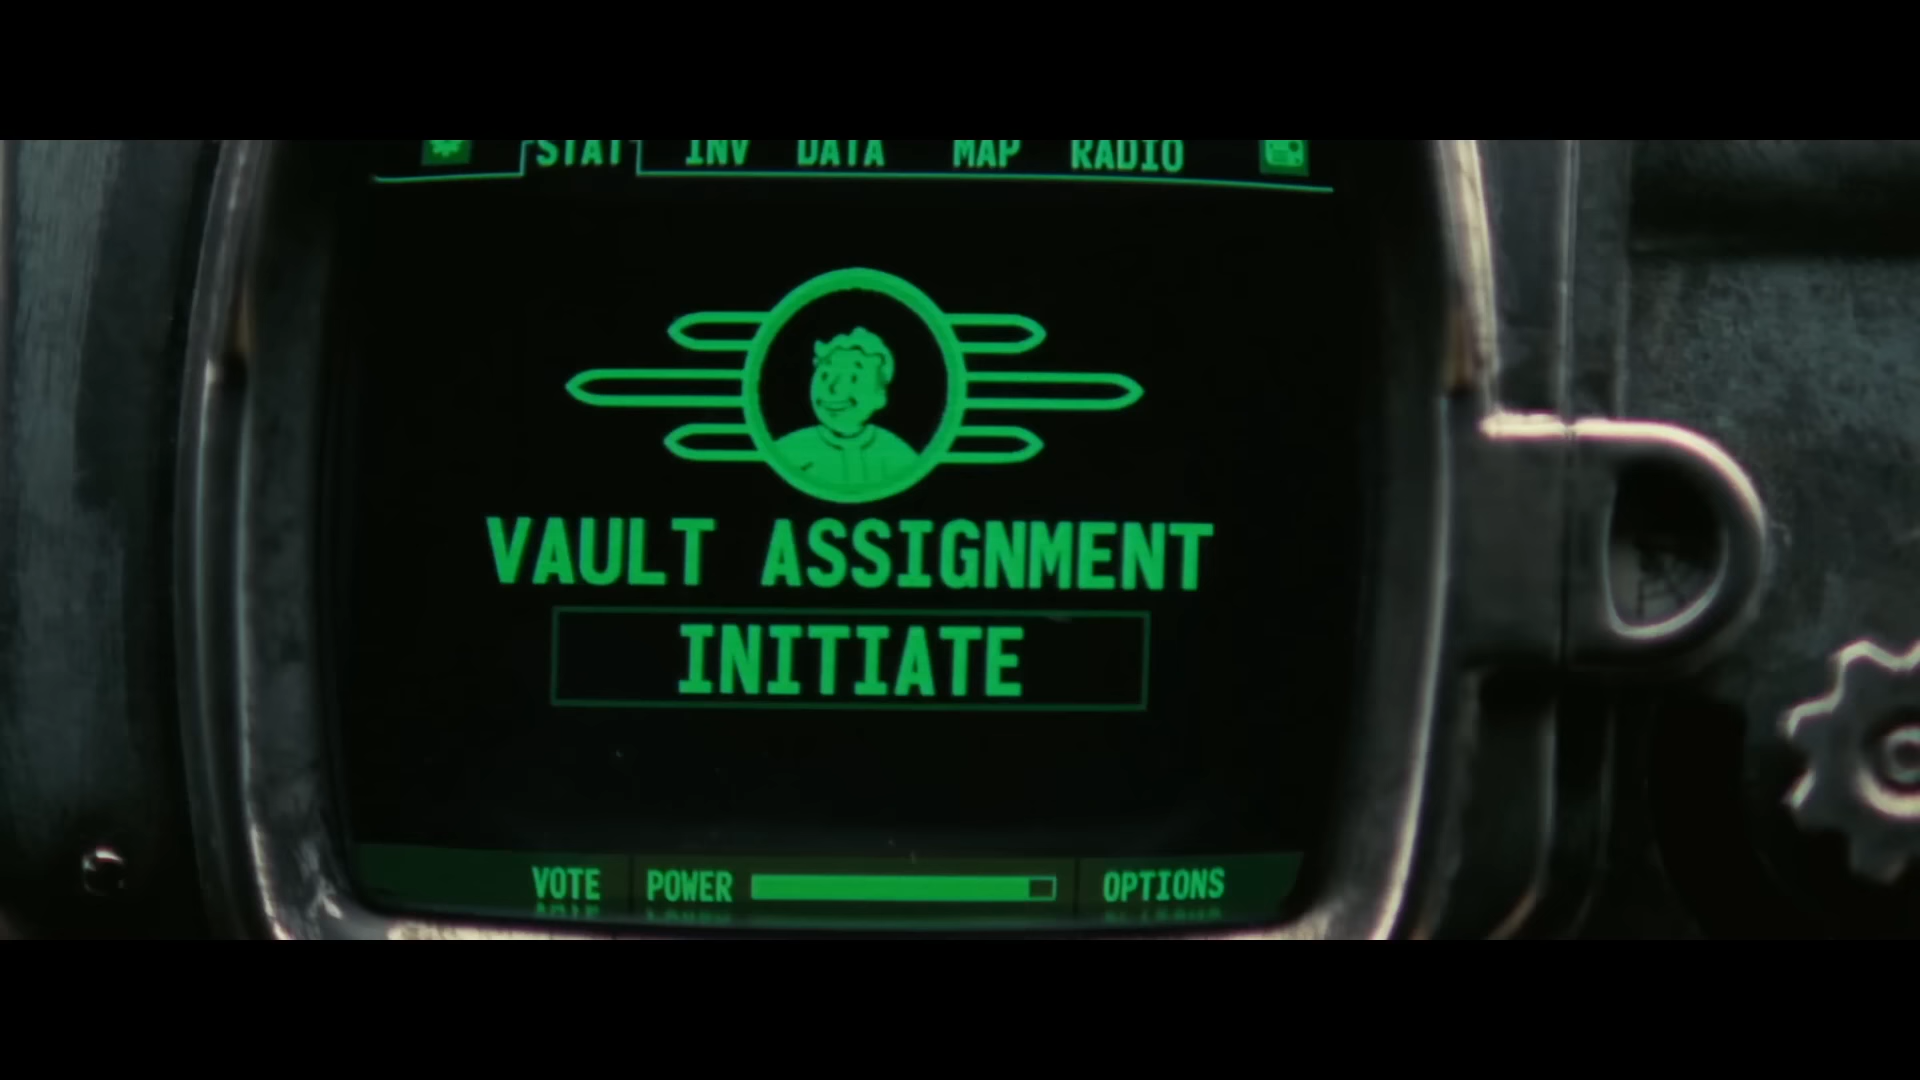 STAT INV DATA MAP RADIO
VAULT ASSIGNMENT
INITIATE
VOTE POWER OPTIONS